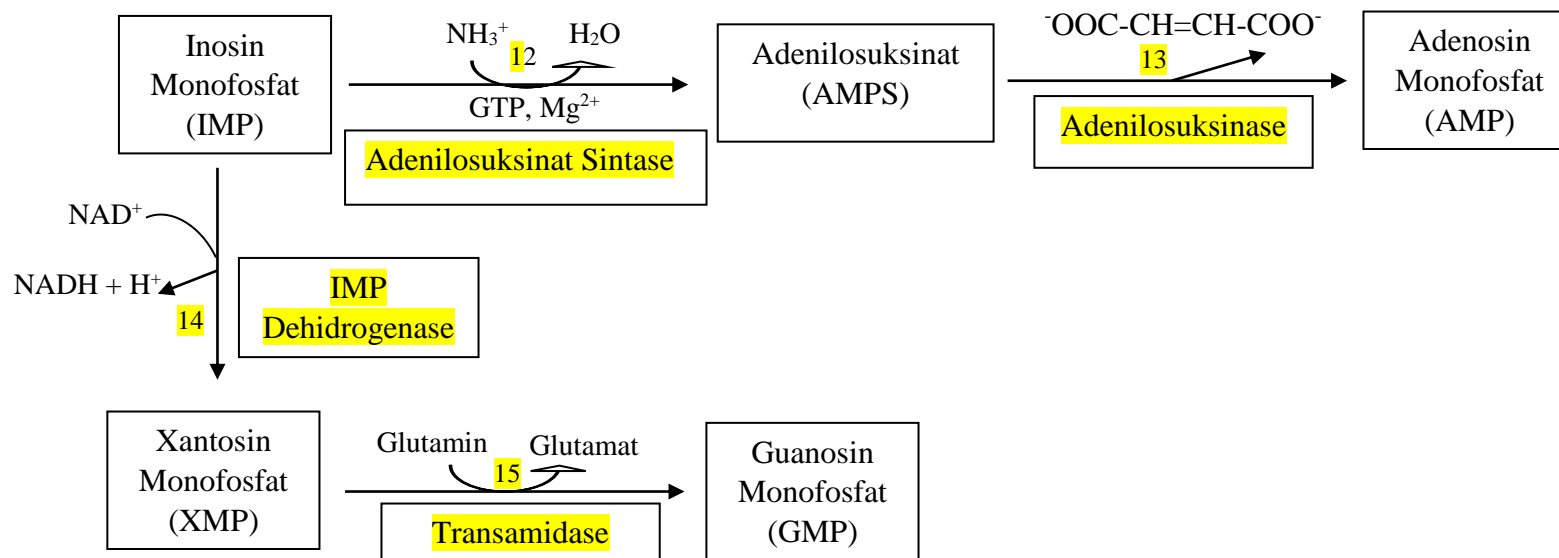 Inosin
Monofosfat
(IMP)
NH₃⁺
12
H₂O
GTP, Mg²⁺
Adenilosuksinat Sintase
Adenilosuksinat
(AMPS)
⁻OOC-CH=CH-COO⁻
13
Adenilosuksinase
Adenosin
Monofosfat
(AMP)
NAD⁺
NADH + H⁺
14
IMP
Dehidrogenase
Xantosin
Monofosfat
(XMP)
Glutamin
15
Glutamat
Transamidase
Guanosin
Monofosfat
(GMP)